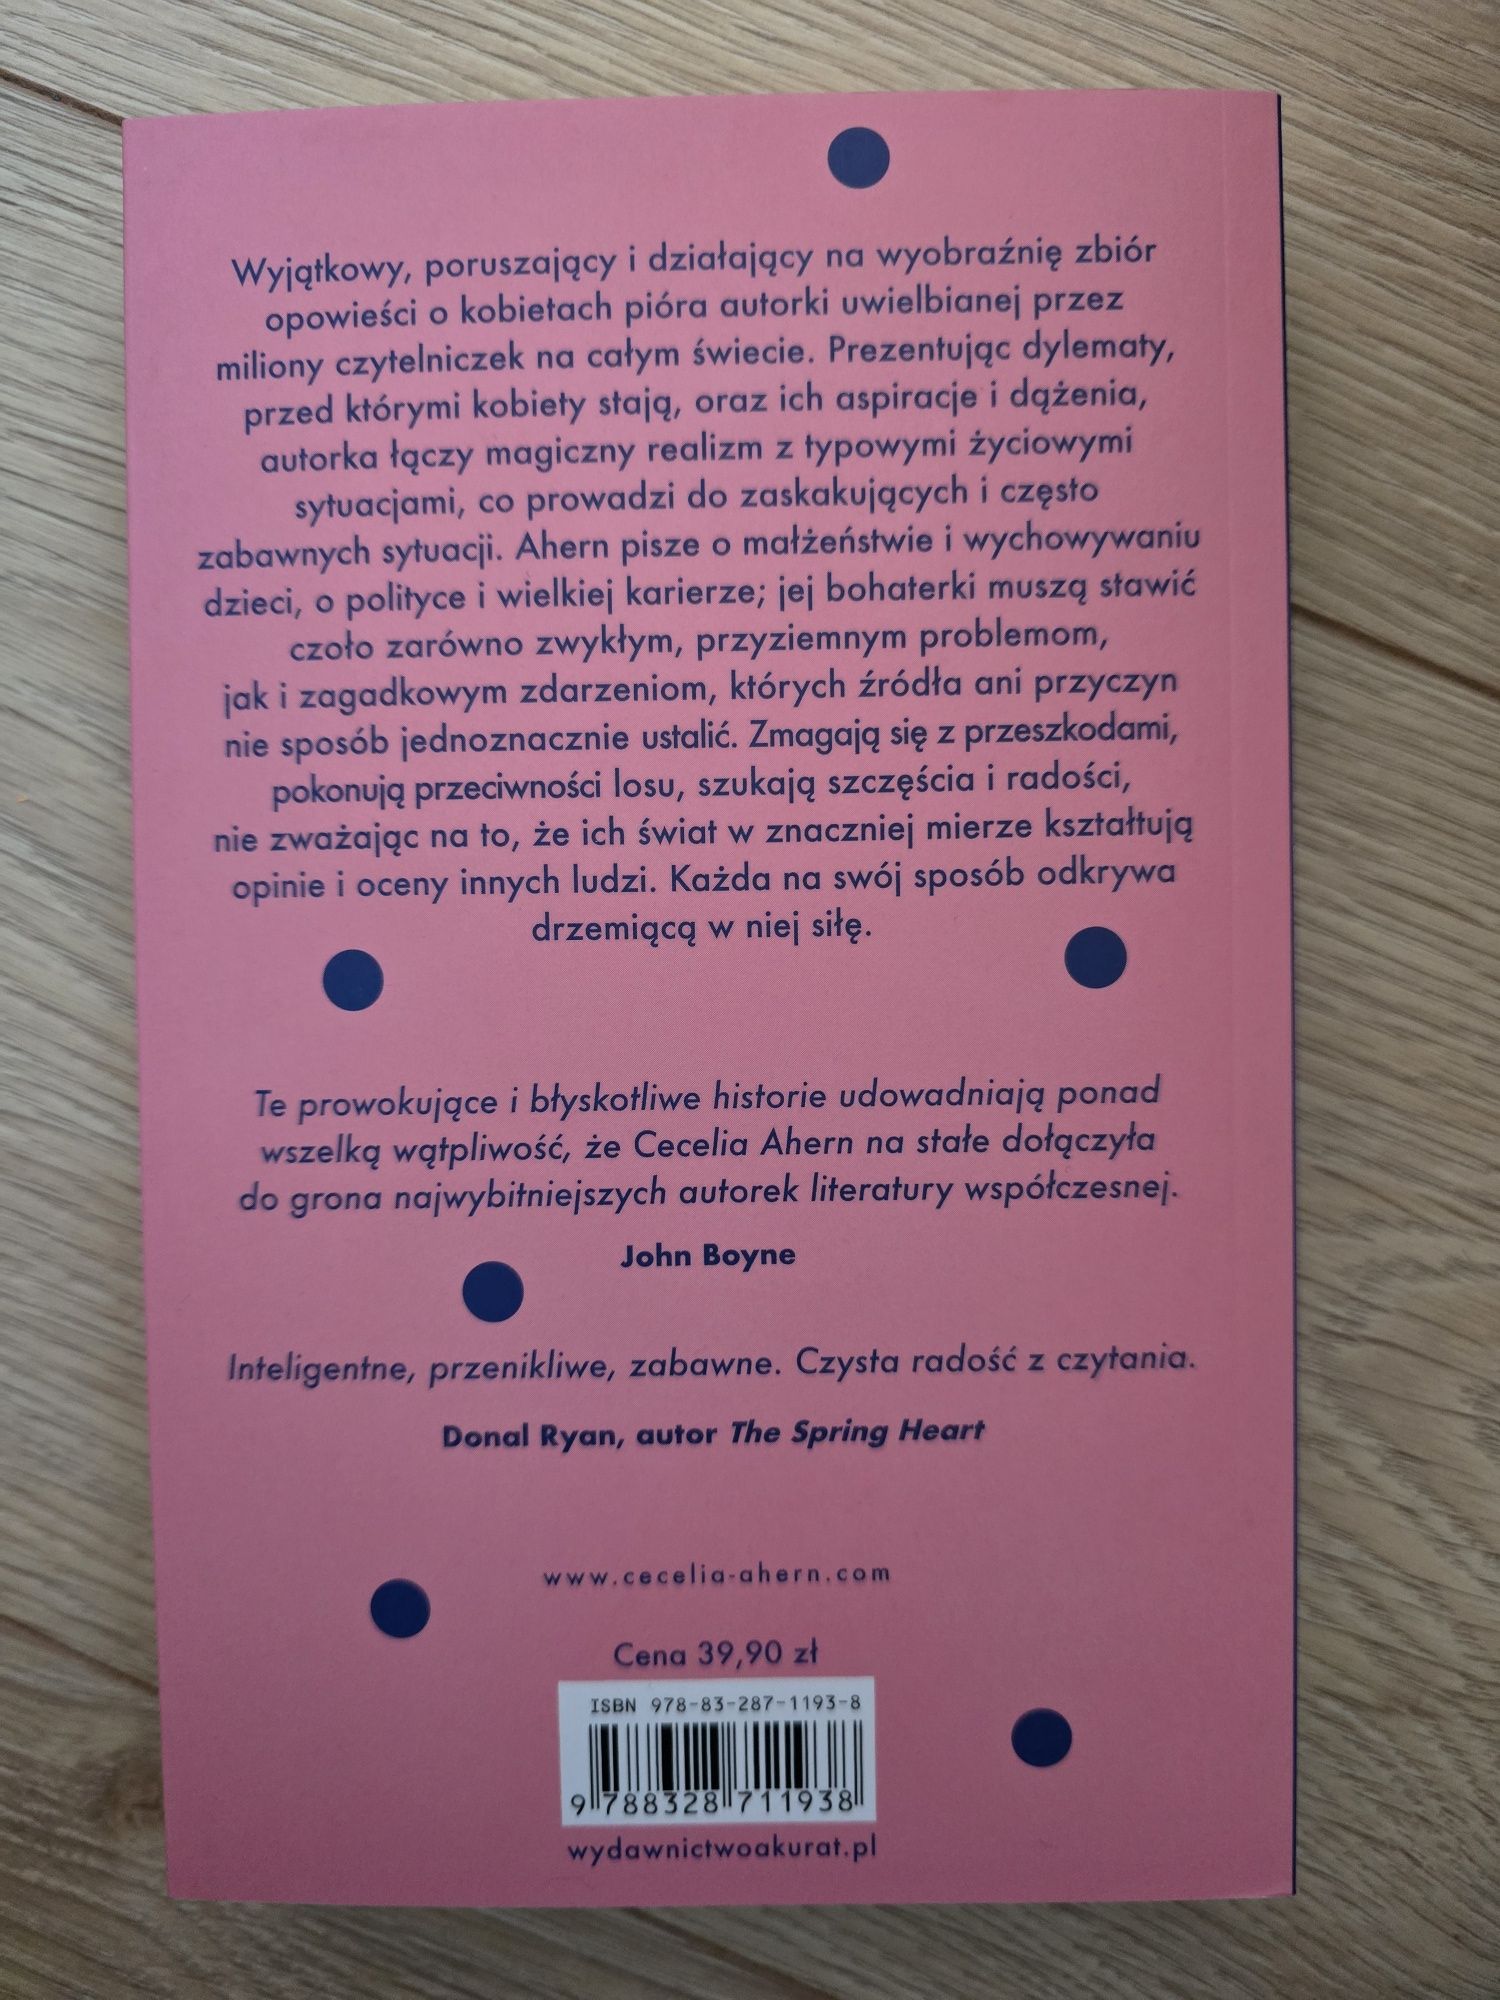 Wyjątkowy, poruszający i działający na wyobraźnię zbiór
opowieści o kobietach pióra autorki uwielbianej przez
miliony czytelniczek na całym świecie. Prezentując dylematy,
przed którymi kobiety stają, oraz ich aspiracje i dążenia,
autorka łączy magiczny realizm z typowymi życiowymi
sytuacjami, co prowadzi do zaskakujących i często
zabawnych sytuacji. Ahern pisze o małżeństwie i wychowywaniu
dzieci, o polityce i wielkiej karierze; jej bohaterki muszą stawić
czoło zarówno zwykłym, przyziemnym problemom,
jak i zagadkowym zdarzeniom, których źródła ani przyczyn
nie sposób jednoznacznie ustalić. Zmagają się z przeszkodami,
pokonują przeciwności losu, szukają szczęścia i radości,
nie zważając na to, że ich świat w znaczniej mierze kształtują
opinie i oceny innych ludzi. Każda na swój sposób odkrywa
drzemiącą w niej siłę.
Te prowokujące i błyskotliwe historie udowadniają ponad
wszelką wątpliwość, że Cecelia Ahern na stałe dołączyła
do grona najwybitniejszych autorek literatury współczesnej.
John Boyne
Inteligentne, przenikliwe, zabawne. Czysta radość z czytania.
Donal Ryan, autor The Spring Heart
www.cecelia-ahern.com
Cena 39,90 zł
ISBN 978-83-287-1193-8
9 788328 711938
wydawnictwoakurat.pl